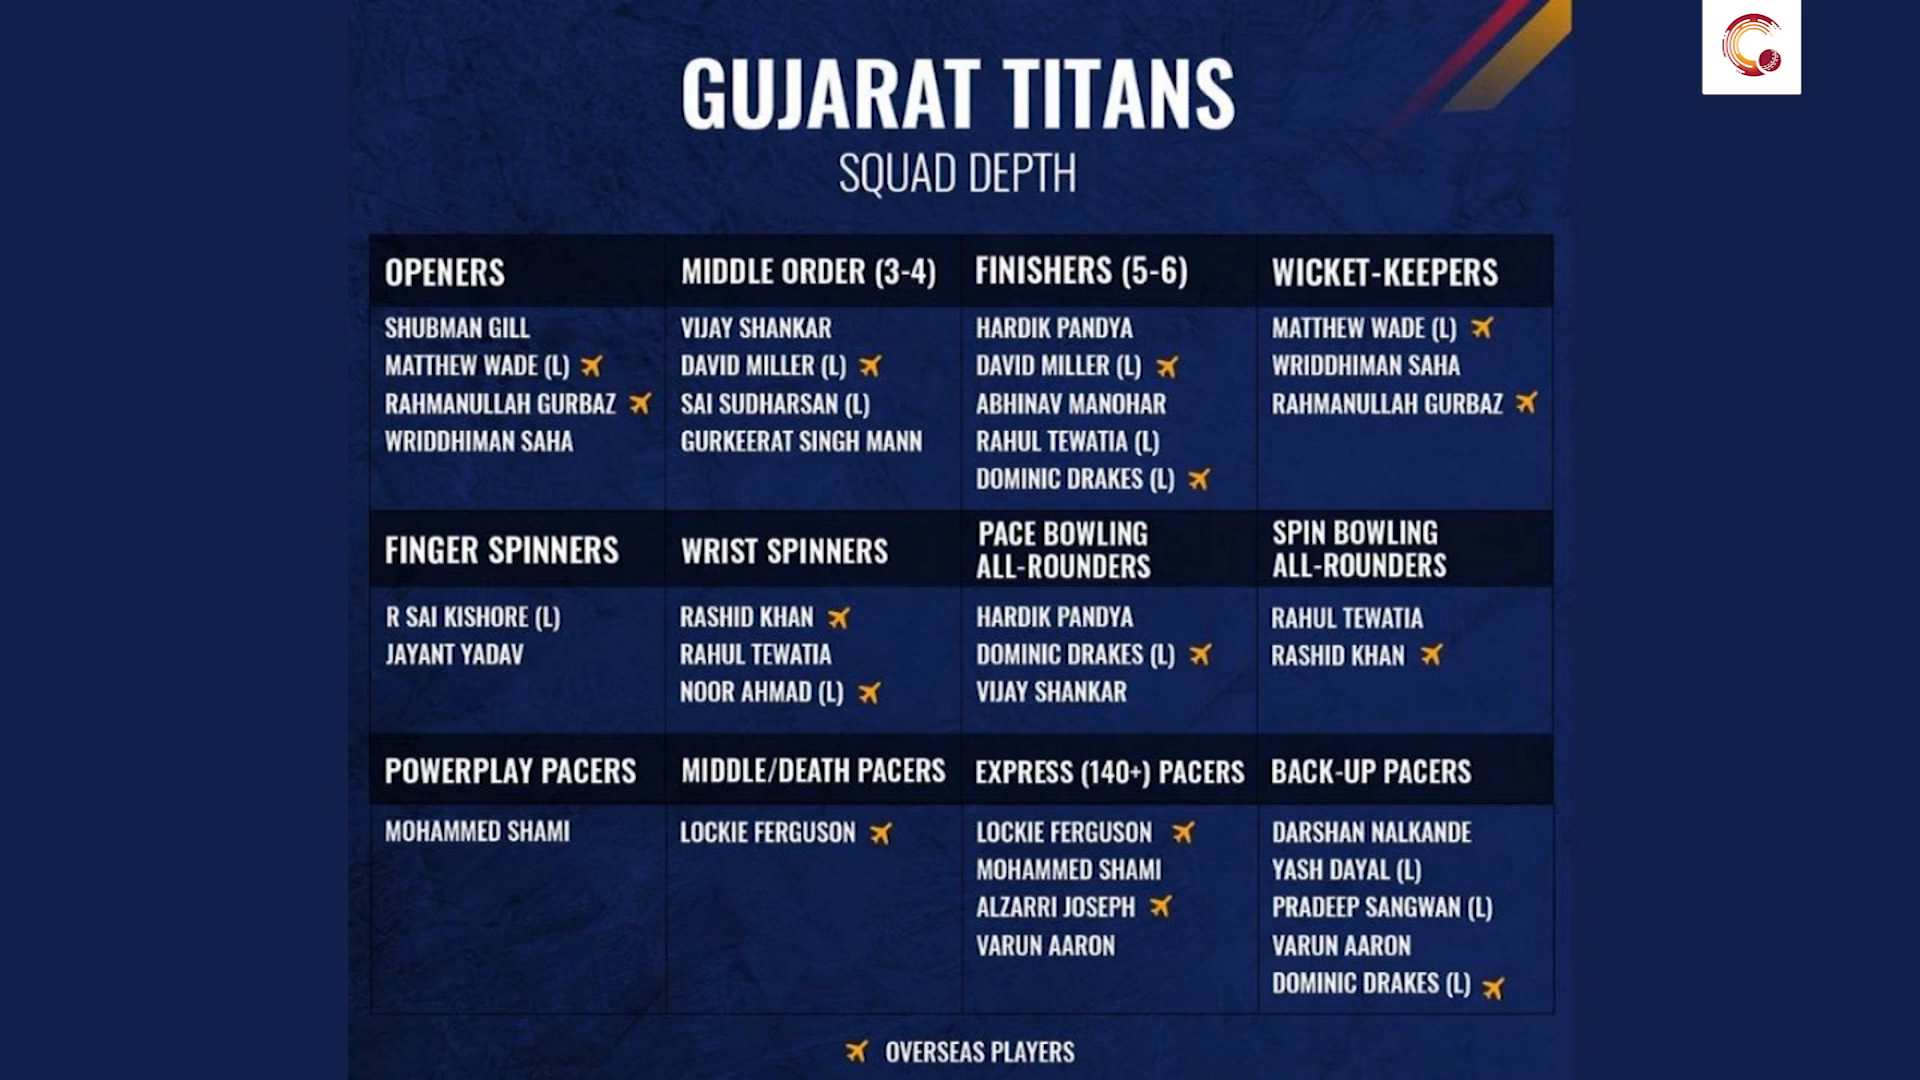 GUJARAT TITANS
SQUAD DEPTH
OPENERS
SHUBMAN GILL
MATTHEW WADE (L)
RAHMANULLAH GURBAZ
WRIDDHIMAN SAHA
MIDDLE ORDER (3-4)
VIJAY SHANKAR
DAVID MILLER (L)
SAI SUDHARSAN (L)
GURKEERAT SINGH MANN
FINISHERS (5-6)
HARDIK PANDYA
DAVID MILLER (L)
ABHINAV MANOHAR
RAHUL TEWATIA (L)
DOMINIC DRAKES (L)
WICKET-KEEPERS
MATTHEW WADE (L)
WRIDDHIMAN SAHA
RAHMANULLAH GURBAZ
FINGER SPINNERS
R SAI KISHORE (L)
JAYANT YADAV
WRIST SPINNERS
RASHID KHAN
RAHUL TEWATIA
NOOR AHMAD (L)
PACE BOWLING
ALL-ROUNDERS
HARDIK PANDYA
DOMINIC DRAKES (L)
VIJAY SHANKAR
SPIN BOWLING
ALL-ROUNDERS
RAHUL TEWATIA
RASHID KHAN
POWERPLAY PACERS
MOHAMMED SHAMI
MIDDLE/DEATH PACERS
LOCKIE FERGUSON
EXPRESS (140+) PACERS
LOCKIE FERGUSON
MOHAMMED SHAMI
ALZARRI JOSEPH
VARUN AARON
BACK-UP PACERS
DARSHAN NALKANDE
YASH DAYAL (L)
PRADEEP SANGWAN (L)
VARUN AARON
DOMINIC DRAKES (L)
OVERSEAS PLAYERS